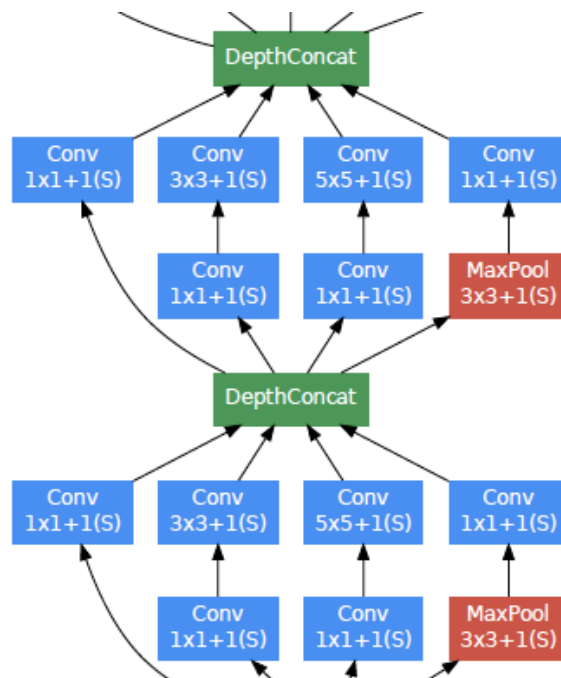 DepthConcat
Conv
1x1+1(S)
Conv
3x3+1(S)
Conv
5x5+1(S)
Conv
1x1+1(S)
Conv
1x1+1(S)
Conv
1x1+1(S)
MaxPool
3x3+1(S)
DepthConcat
Conv
1x1+1(S)
Conv
3x3+1(S)
Conv
5x5+1(S)
Conv
1x1+1(S)
Conv
1x1+1(S)
Conv
1x1+1(S)
MaxPool
3x3+1(S)